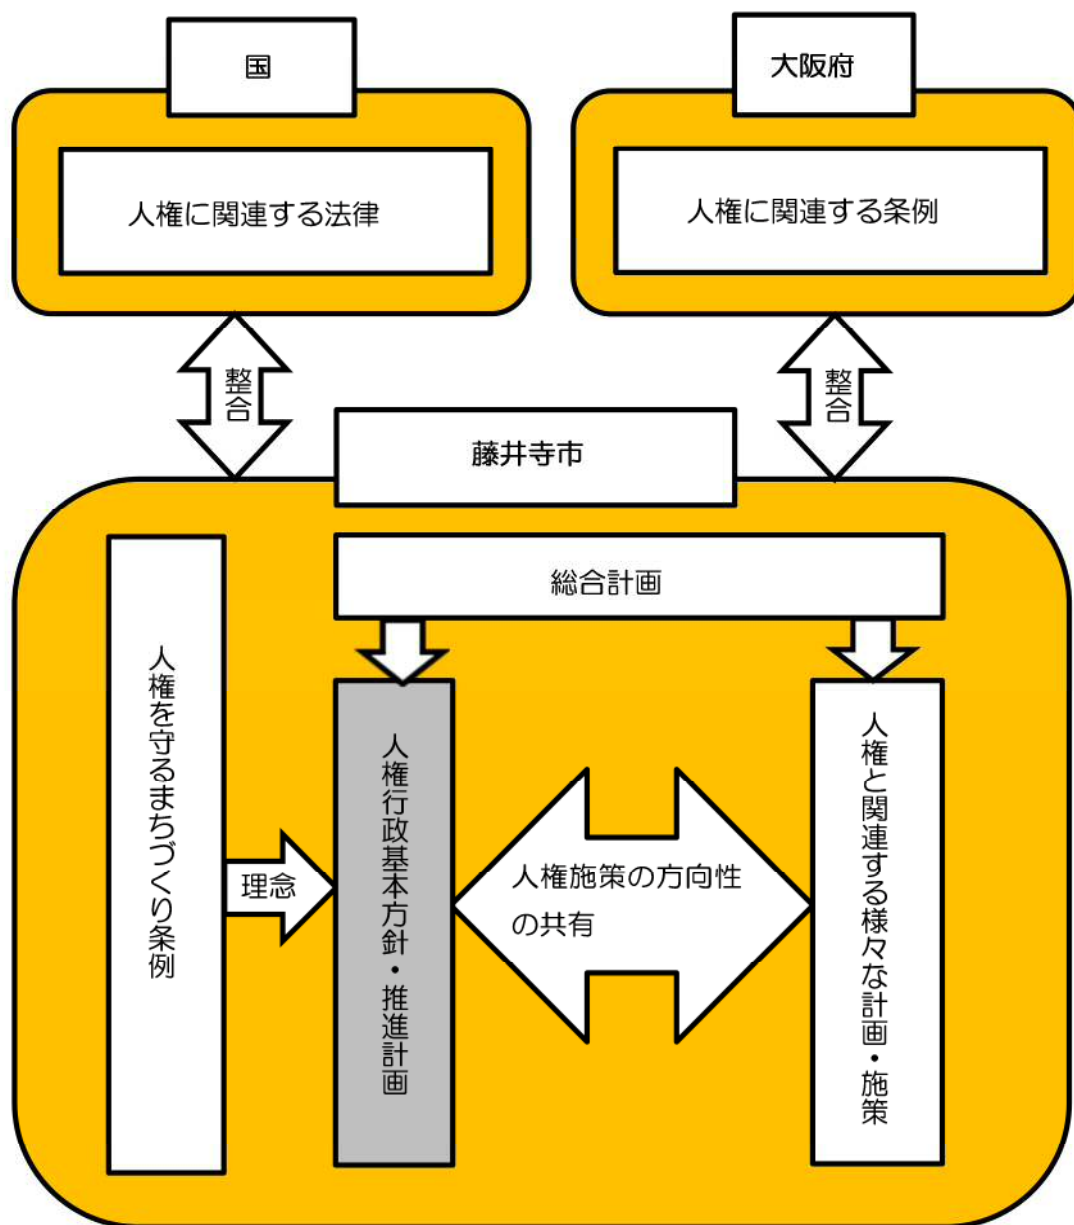 国
大阪府
人権に関連する法律
人権に関連する条例
整合
整合
藤井寺市
総合計画
人権を守るまちづくり条例
理念
人権行政基本方針・推進計画
人権施策の方向性
の共有
人権と関連する様々な計画・施策